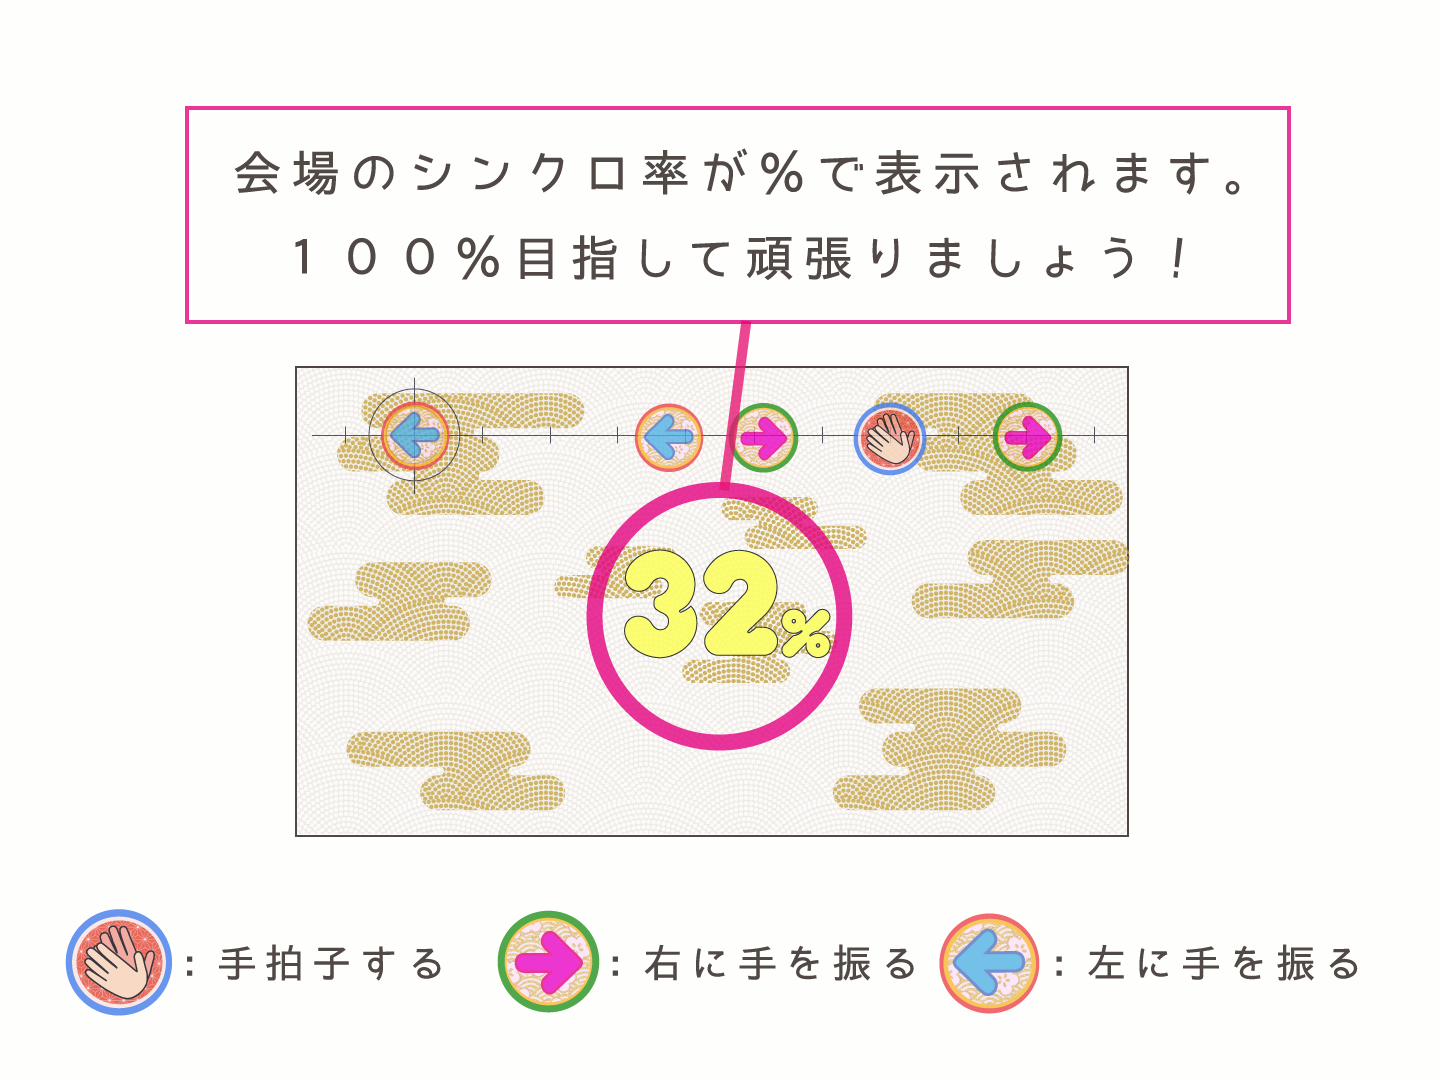 会場のシンクロ率が％で表示されます。
１００％目指して頑張りましょう！
32%
：手拍子する
：右に手を振る
：左に手を振る